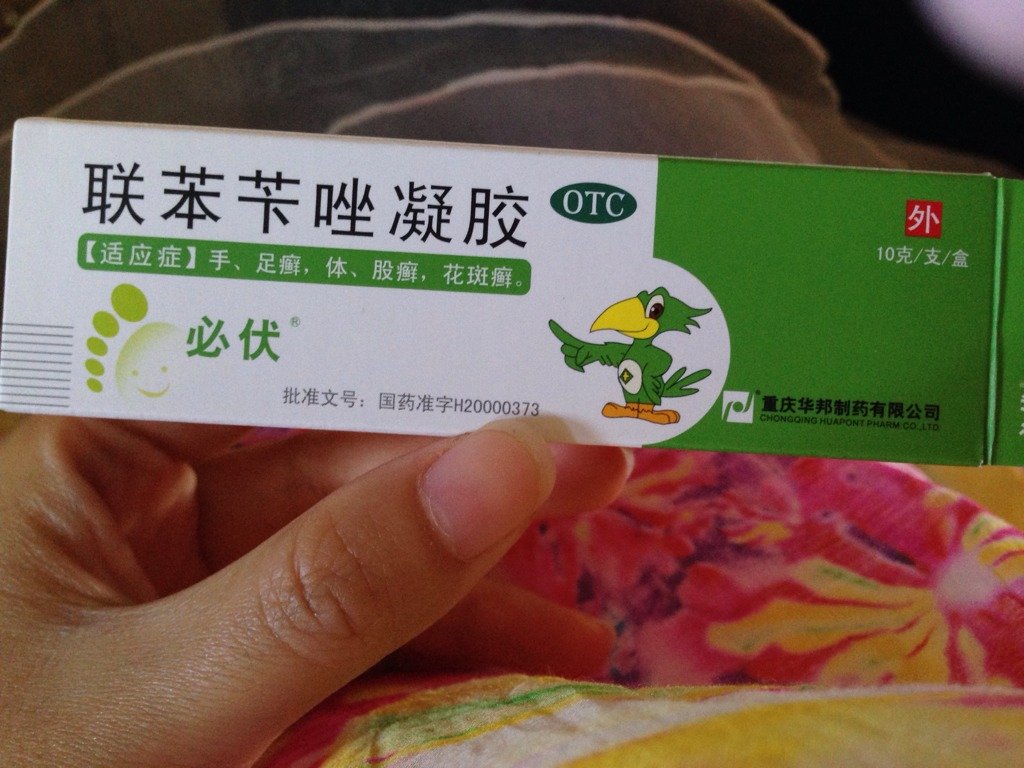 联苯苄唑凝胶
OTC
【适应症】手、足癣，体、股癣，花斑癣。
必伏®
批准文号：国药准字H20000373
外
10克/支/盒
重庆华邦制药有限公司
CHONGQING HUAPONT PHARM.CO.,LTD.